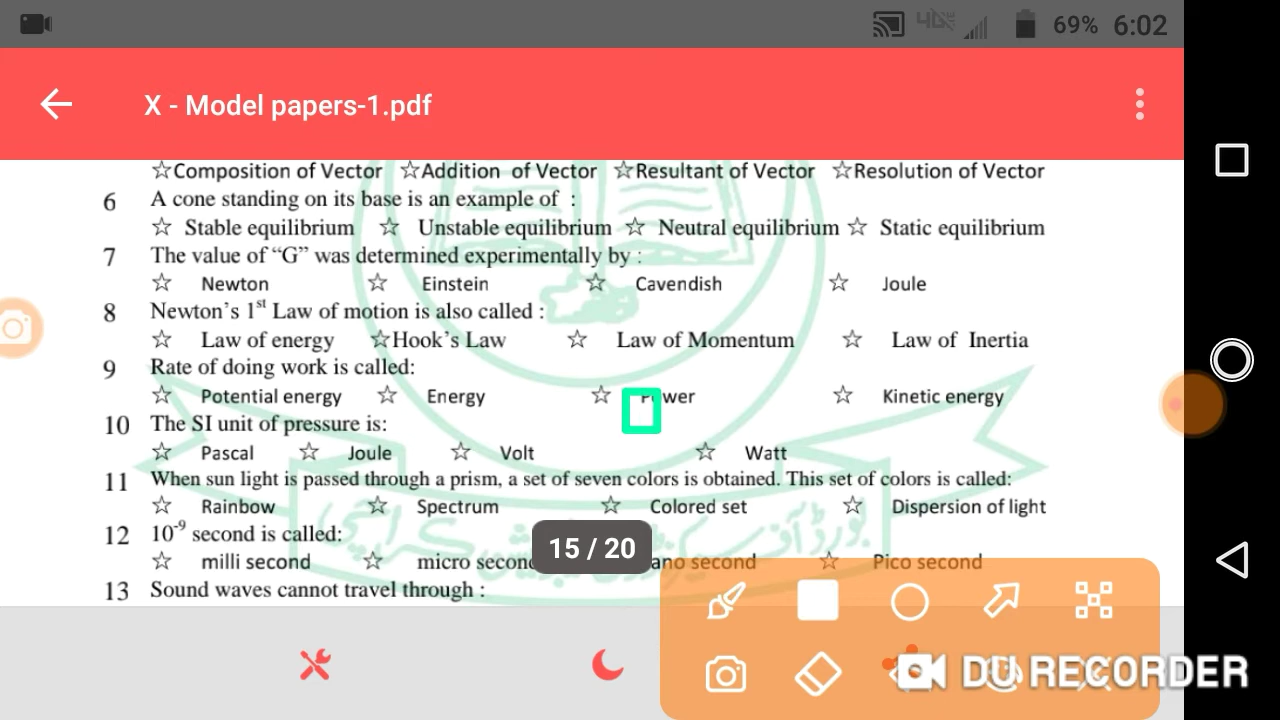 69% 6:02
X - Model papers-1.pdf
☆Composition of Vector ☆Addition of Vector ☆Resultant of Vector ☆Resolution of Vector
6 A cone standing on its base is an example of :
☆ Stable equilibrium ☆ Unstable equilibrium ☆ Neutral equilibrium ☆ Static equilibrium
7 The value of “G” was determined experimentally by :
☆ Newton ☆ Einstein ☆ Cavendish ☆ Joule
8 Newton’s 1st Law of motion is also called :
☆ Law of energy ☆Hook’s Law ☆ Law of Momentum ☆ Law of Inertia
9 Rate of doing work is called:
☆ Potential energy ☆ Energy ☆ Power ☆ Kinetic energy
10 The SI unit of pressure is:
☆ Pascal ☆ Joule ☆ Volt ☆ Watt
11 When sun light is passed through a prism, a set of seven colors is obtained. This set of colors is called:
☆ Rainbow ☆ Spectrum ☆ Colored set ☆ Dispersion of light
12 10-9 second is called:
☆ milli second ☆ micro second ano second ☆ Pico second
15 / 20
13 Sound waves cannot travel through :
DU RECORDER